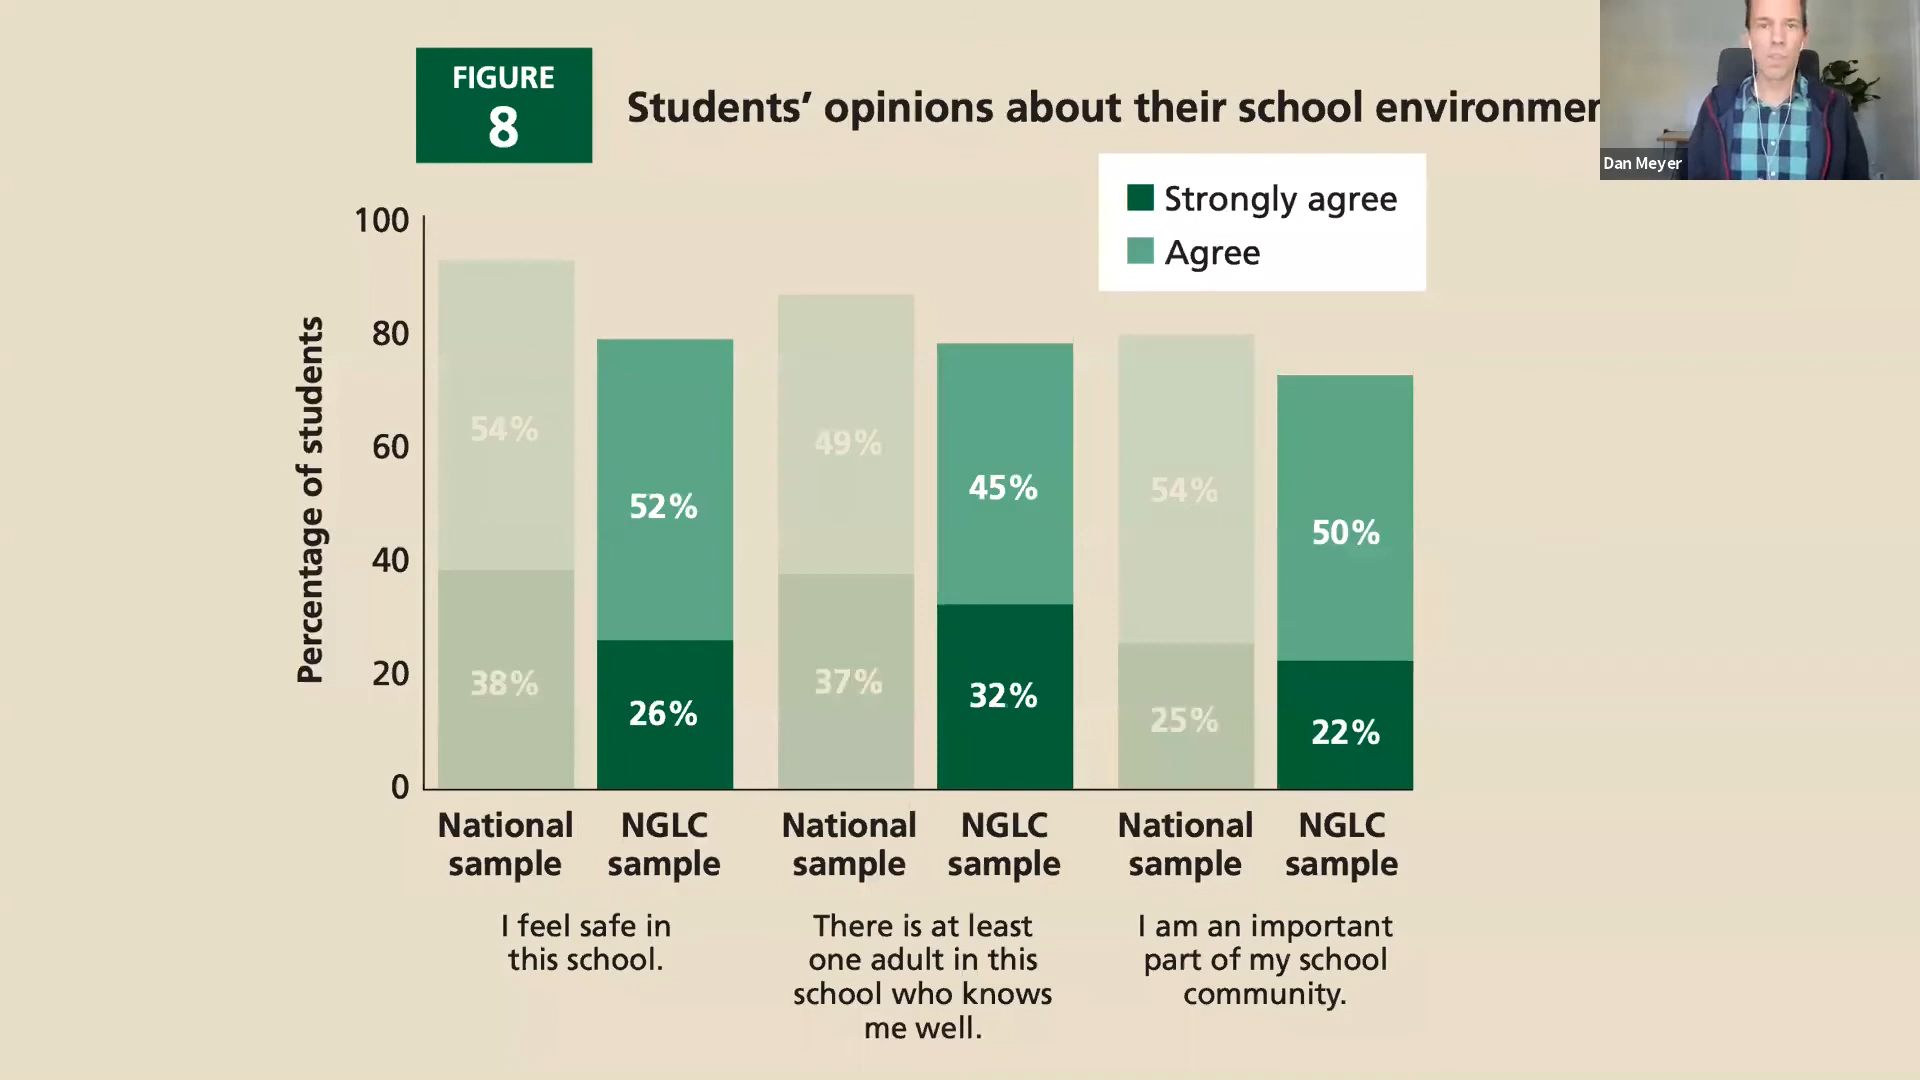 FIGURE
8
Students’ opinions about their school environmen
Dan Meyer
Strongly agree
Agree
Percentage of students
100
80
60
40
20
0
54%
38%
52%
26%
49%
37%
45%
32%
54%
25%
50%
22%
National
sample
NGLC
sample
National
sample
NGLC
sample
National
sample
NGLC
sample
I feel safe in
this school.
There is at least
one adult in this
school who knows
me well.
I am an important
part of my school
community.